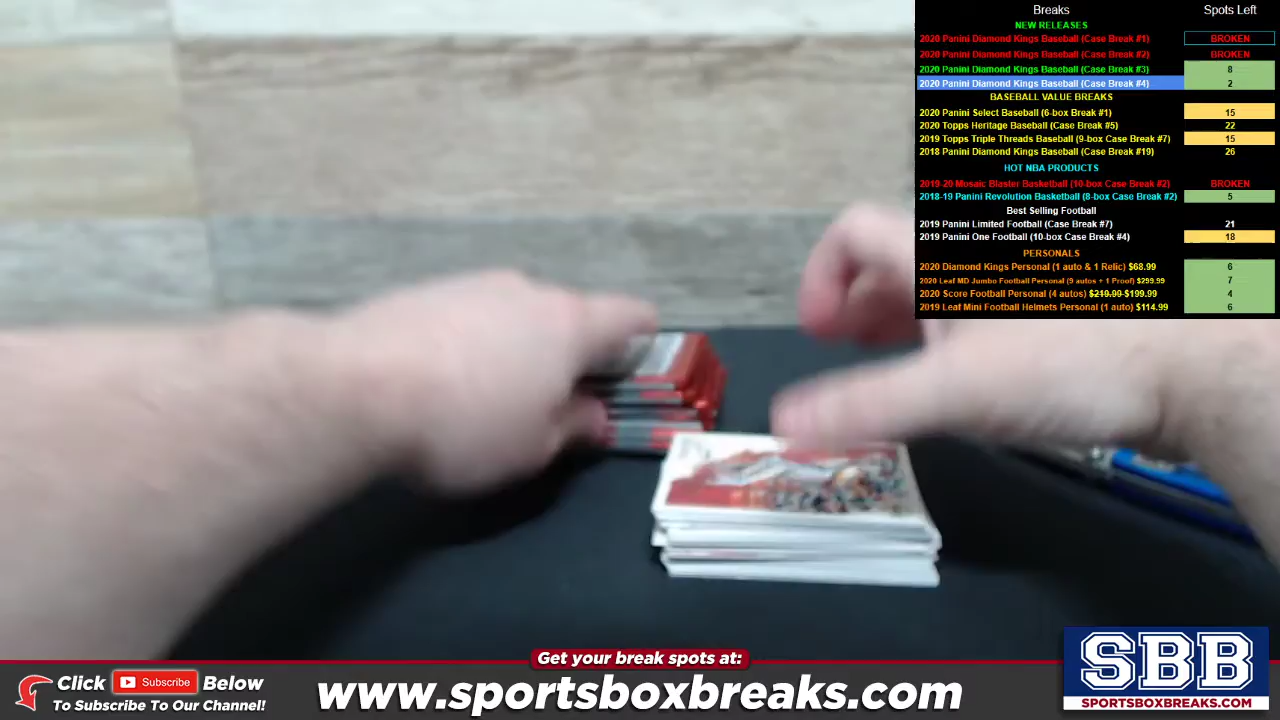 Breaks Spots Left
NEW RELEASES
2020 Panini Diamond Kings Baseball (Case Break #1) BROKEN
2020 Panini Diamond Kings Baseball (Case Break #2) BROKEN
2020 Panini Diamond Kings Baseball (Case Break #3) 8
2020 Panini Diamond Kings Baseball (Case Break #4) 2
BASEBALL VALUE BREAKS
2020 Panini Select Baseball (6-box Break #1) 15
2020 Topps Heritage Baseball (Case Break #5) 22
2019 Topps Triple Threads Baseball (9-box Case Break #7) 15
2018 Panini Diamond Kings Baseball (Case Break #19) 26
HOT NBA PRODUCTS
2019-20 Mosaic Blaster Basketball (10-box Case Break #2) BROKEN
2018-19 Panini Revolution Basketball (8-box Case Break #2) 5
Best Selling Football
2019 Panini Limited Football (Case Break #7) 21
2019 Panini One Football (10-box Case Break #4) 18
PERSONALS
2020 Diamond Kings Personal (1 auto & 1 Relic) $68.99 6
2020 Leaf MD Jumbo Football Personal (9 autos + 1 Proof) $299.99 7
2020 Score Football Personal (4 autos) $219.99 $199.99 4
2019 Leaf Mini Football Helmets Personal (1 auto) $114.99 6
Get your break spots at:
Click Subscribe Below
To Subscribe To Our Channel!
www.sportsboxbreaks.com
SBB
SPORTSBOXBREAKS.COM